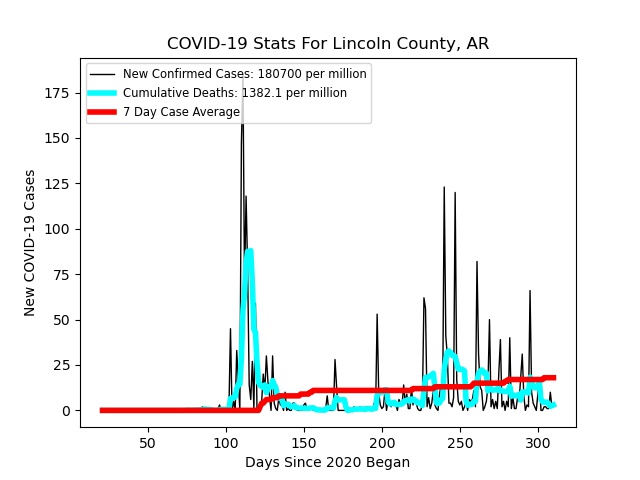 COVID-19 Stats For Lincoln County, AR
New Confirmed Cases: 180700 per million
Cumulative Deaths: 1382.1 per million
7 Day Case Average
New COVID-19 Cases
175
150
125
100
75
50
25
0
50
100
150
200
250
300
Days Since 2020 Began